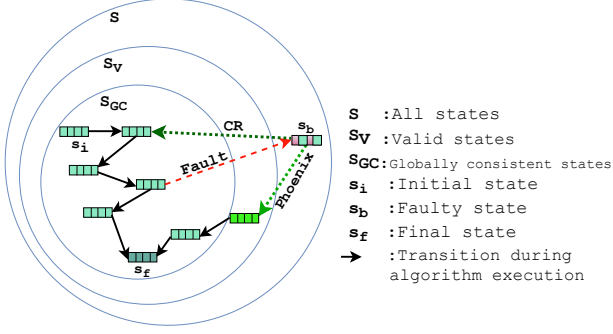 S
S_V
S_GC
CR
s_b
s_i
Fault
Phoenix
s_f
S :All states
S_V :Valid states
S_GC:Globally consistent states
s_i :Initial state
s_b :Faulty state
s_f :Final state
→ :Transition during
algorithm execution